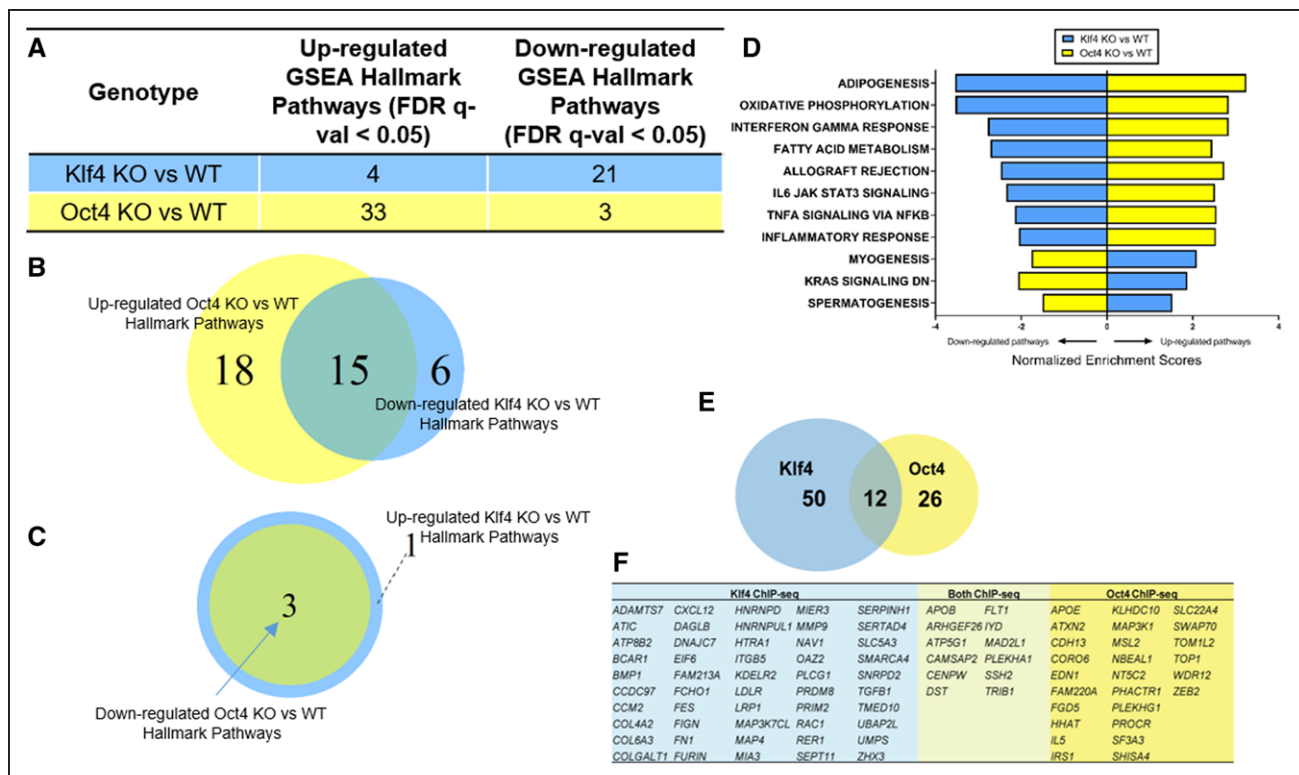 A
Genotype
Up-regulated
GSEA Hallmark
Pathways (FDR q-
val < 0.05)
Down-regulated
GSEA Hallmark
Pathways
(FDR q-val < 0.05)
Klf4 KO vs WT 4 21
Oct4 KO vs WT 33 3
B
Up-regulated Oct4 KO vs WT
Hallmark Pathways
18 15 6
Down-regulated Klf4 KO vs WT
Hallmark Pathways
C
Up-regulated Klf4 KO vs WT
Hallmark Pathways
1
3
Down-regulated Oct4 KO vs WT
Hallmark Pathways
D
Klf4 KO vs WT
Oct4 KO vs WT
ADIPOGENESIS
OXIDATIVE PHOSPHORYLATION
INTERFERON GAMMA RESPONSE
FATTY ACID METABOLISM
ALLOGRAFT REJECTION
IL6 JAK STAT3 SIGNALING
TNFA SIGNALING VIA NFKB
INFLAMMATORY RESPONSE
MYOGENESIS
KRAS SIGNALING DN
SPERMATOGENESIS
-4 -2 0 2 4
Down-regulated pathways Up-regulated pathways
Normalized Enrichment Scores
E
Klf4 Oct4
50 12 26
F
Klf4 ChIP-seq Both ChIP-seq Oct4 ChIP-seq
ADAMTS7 CXCL12 HNRNPD MIER3 SERPINH1 APOB FLT1 APOE KLHDC10 SLC22A4
ATIC DAGLB HNRNPUL1 MMP9 SERTAD4 ARHGEF26 IYD ATXN2 MAP3K1 SWAP70
ATP8B2 DNAJC7 HTRA1 NAV1 SLC5A3 ATP5G1 MAD2L1 CDH13 MSL2 TOM1L2
BCAR1 EIF6 ITGB5 OAZ2 SMARCA4 CAMSAP2 PLEKHA1 CORO6 NBEAL1 TOP1
BMP1 FAM213A KDELR2 PLCG1 SNRPD2 CENPW SSH2 EDN1 NT5C2 WDR12
CCDC97 FCHO1 LDLR PRDM8 TGFB1 DST TRIB1 FAM220A PHACTR1 ZEB2
CCM2 FES LRP1 PRIM2 TMED10 FGD5 PLEKHG1
COL4A2 FIGN MAP3K7CL RAC1 UBAP2L HHAT PROCR
COL6A3 FN1 MAP4 RER1 UMPS IL5 SF3A3
COLGALT1 FURIN MIA3 SEPT11 ZHX3 IRS1 SHISA4